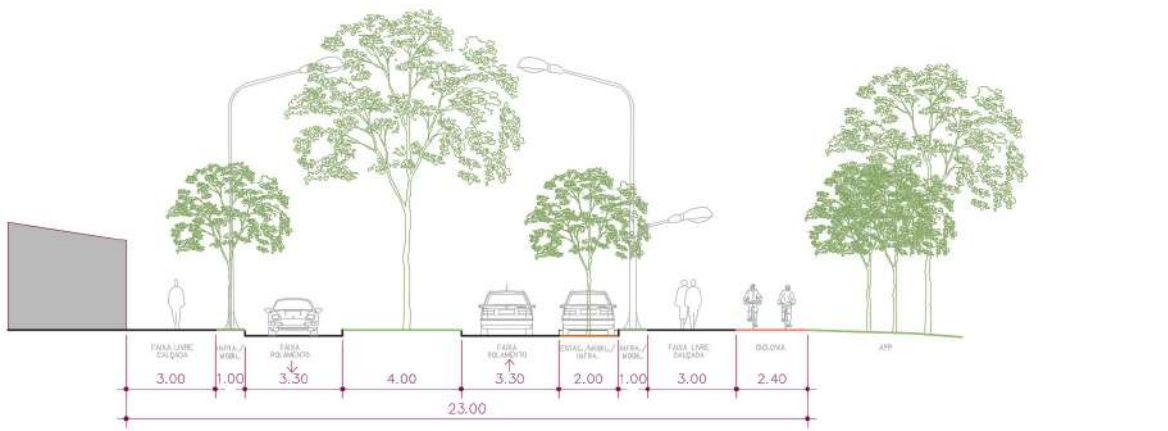 FAIXA LIVRE
CALÇADA
INFRA./
MOBIL.
FAIXA
ROLAMENTO
FAIXA
ROLAMENTO
ESTAC./MOBIL./
INFRA.
INFRA./
MOBIL.
FAIXA LIVRE
CALÇADA
CICLOVIA
APP
3.00
1.00
3.30
4.00
3.30
2.00
1.00
3.00
2.40
23.00